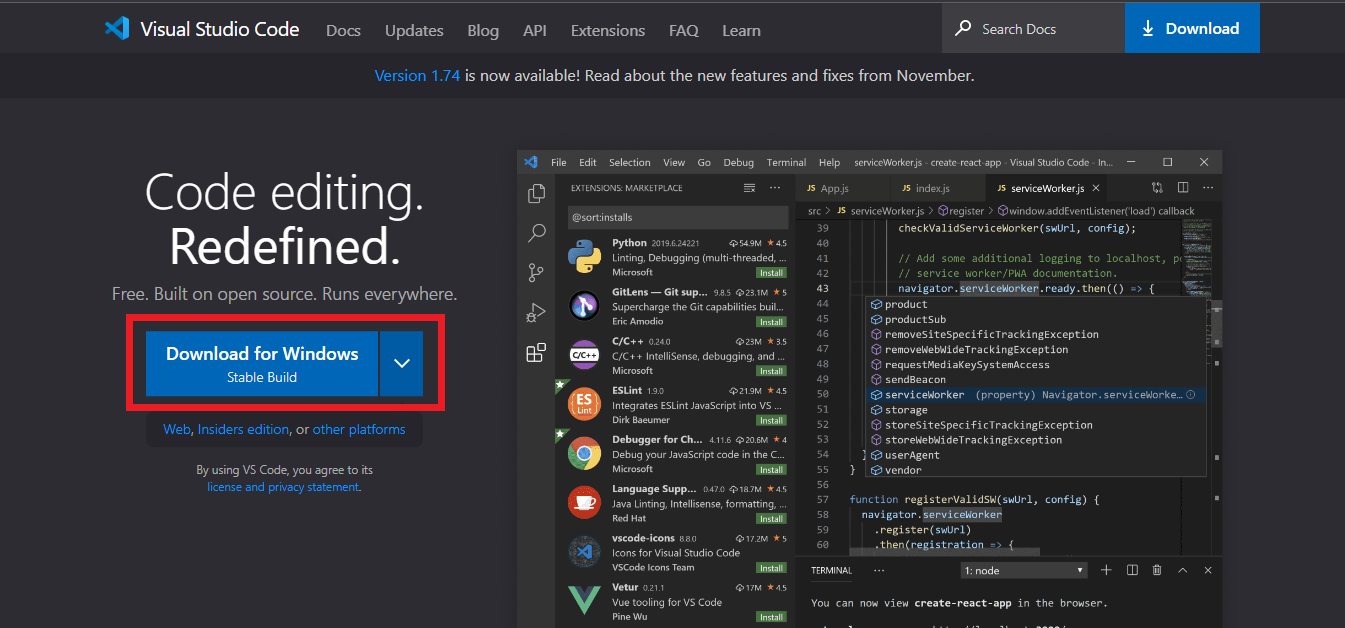 Visual Studio Code Docs Updates Blog API Extensions FAQ Learn Search Docs Download
Version 1.74 is now available! Read about the new features and fixes from November.
Code editing.
Redefined.
Free. Built on open source. Runs everywhere.
Download for Windows
Stable Build
Web, Insiders edition, or other platforms
By using VS Code, you agree to its
license and privacy statement.
File Edit Selection View Go Debug Terminal Help serviceWorker.js - create-react-app - Visual Studio Code - In...
EXTENSIONS: MARKETPLACE
@sort:installs
Python 2019.6.24221 54.9M 4.5
Linting, Debugging (multi-threaded, ...
Microsoft Install
GitLens — Git sup... 9.8.5 23.1M 5
Supercharge the Git capabilities buil...
Eric Amodio Install
C/C++
C/C++ 0.24.0 23M 3.5
C/C++ IntelliSense, debugging, and ...
Microsoft Install
ES
Lint
ESLint 1.9.0 21.9M 4.5
Integrates ESLint JavaScript into VS ...
Dirk Baeumer Install
Debugger for Ch... 4.11.6 20.6M 4
Debug your JavaScript code in the C...
Microsoft Install
Language Supp... 0.47.0 18.7M 4.5
Java Linting, Intellisense, formatting, ...
Red Hat Install
vscode-icons 8.8.0 17.2M 5
Icons for Visual Studio Code
VSCode Icons Team Install
Vetur 0.21.1 17M 4.5
Vue tooling for VS Code
Pine Wu Install
JS App.js JS index.js JS serviceWorker.js
src > JS serviceWorker.js > register > window.addEventListener('load') callback
39 checkValidServiceWorker(swUrl, config);
40
41 // Add some additional logging to localhost, po
42 // service worker/PWA documentation.
43 navigator.serviceWorker.ready.then(() => {
44 product
45 productSub
46 removeSiteSpecificTrackingException
47 removeWebWideTrackingException
48 requestMediaKeySystemAccess
49 sendBeacon
50 serviceWorker (property) Navigator.serviceWorke...
51 storage
52 storeSiteSpecificTrackingException
53 storeWebWideTrackingException
54 } userAgent
55 } vendor
56
57 function registerValidSW(swUrl, config) {
58 navigator.serviceWorker
59 .register(swUrl)
60 .then(registration => {
TERMINAL ... 1: node
You can now view create-react-app in the browser.